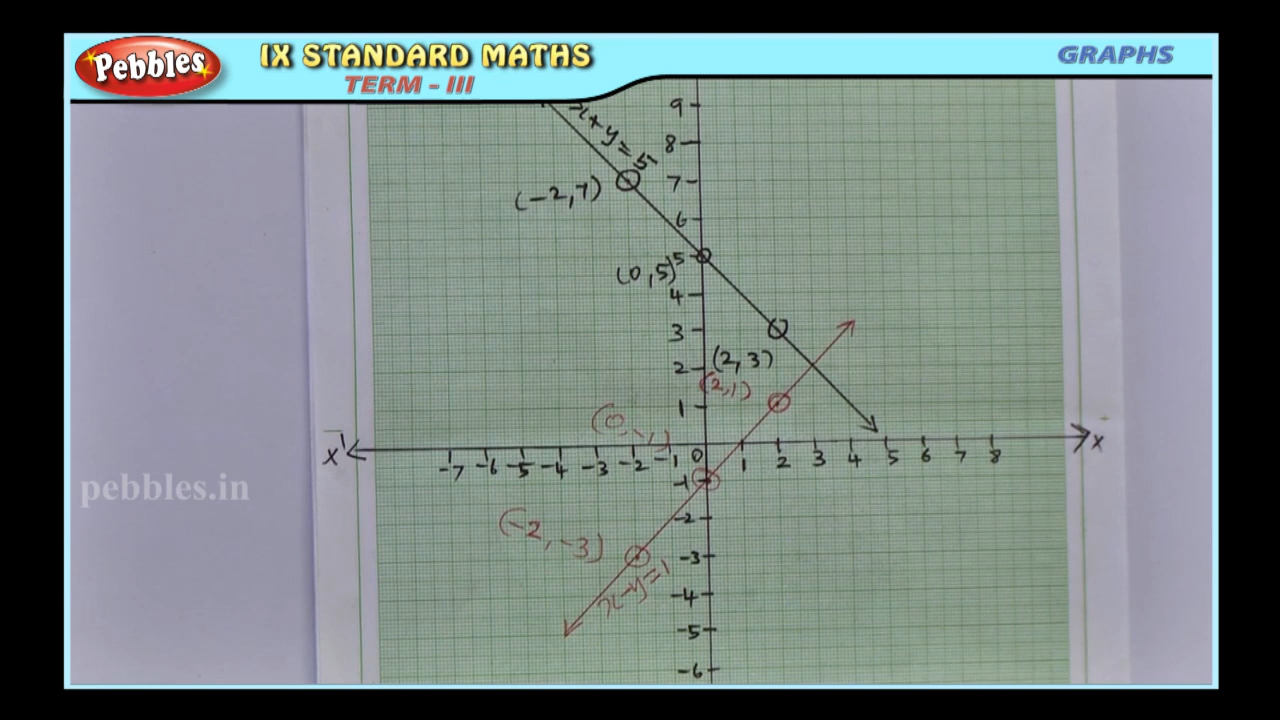 Pebbles
IX STANDARD MATHS
TERM - III
GRAPHS
x+y=5
9
8
(-2,7)
7
6
(0,5)
5
4
3
(2,3)
2
(2,1)
1
(0,-1)
X'
-7 -6 -5 -4 -3 -2 -1 0 1 2 3 4 5 6 7 8
X
-1
pebbles.in
-2
(-2,-3)
-3
x-y=1
-4
-5
-6